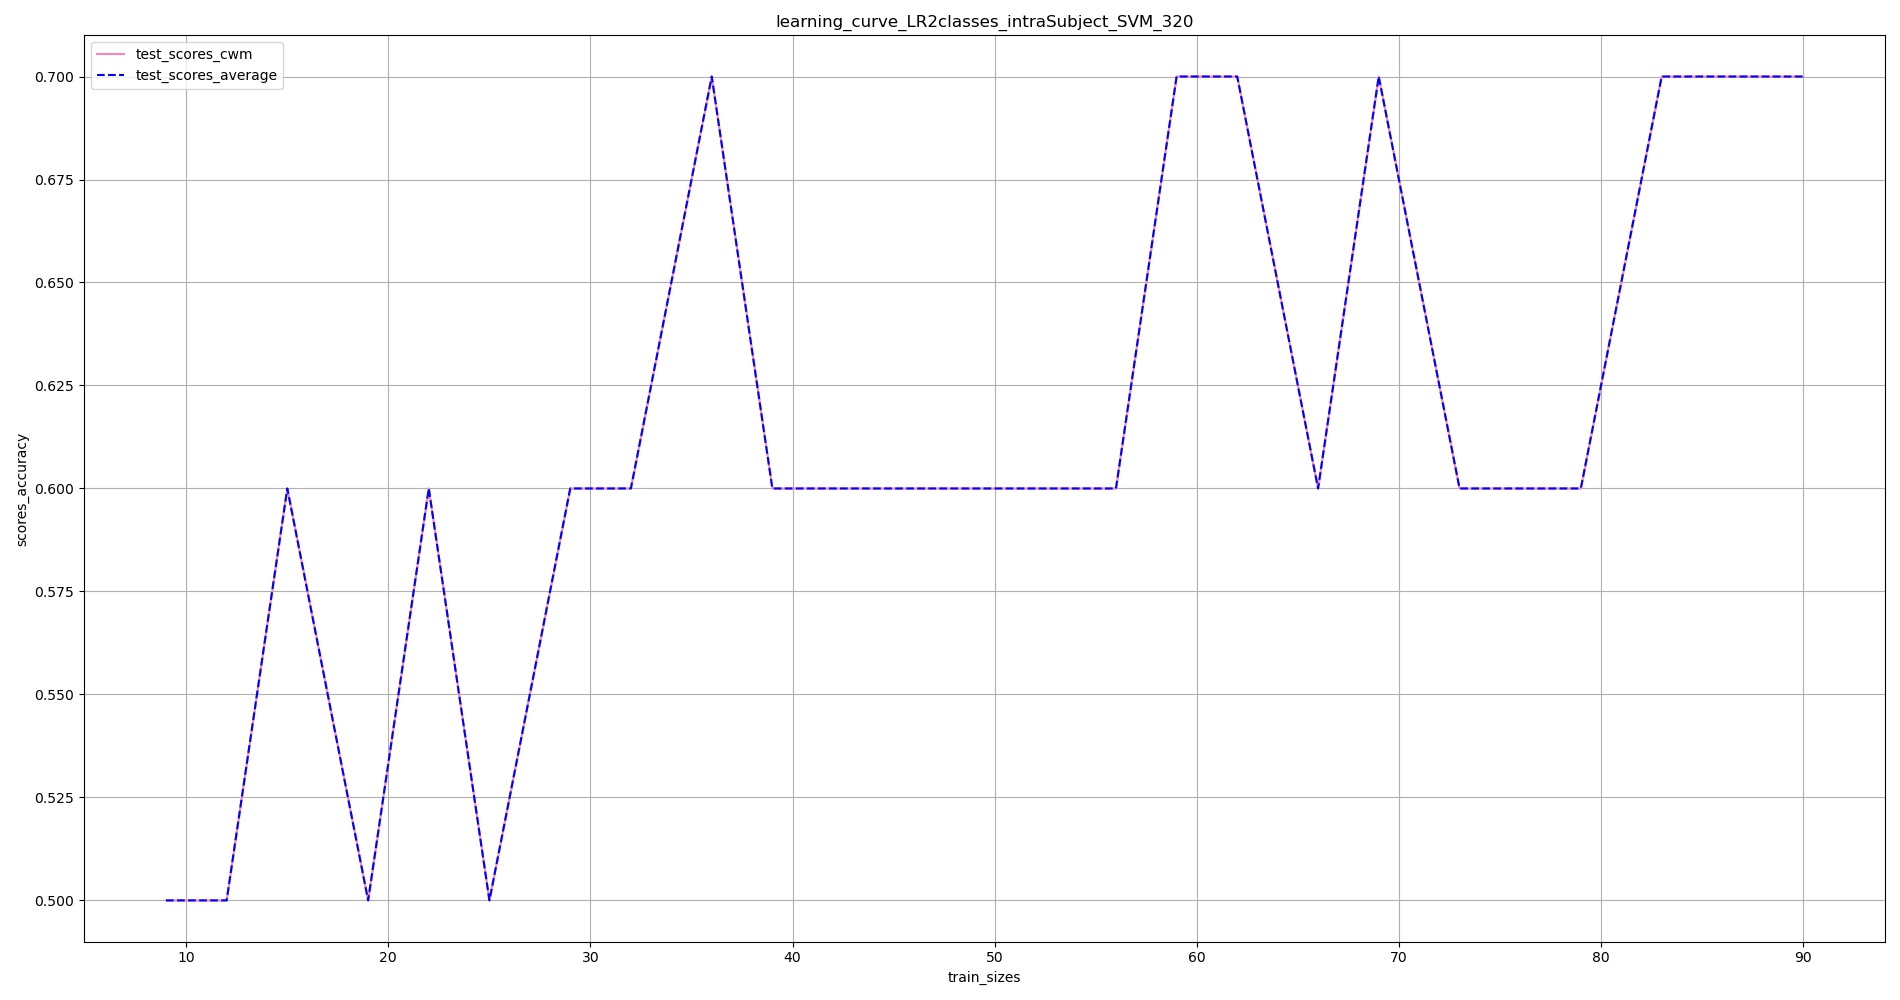 learning_curve_LR2classes_intraSubject_SVM_320
test_scores_cwm
test_scores_average
0.700
0.675
0.650
0.625
0.600
0.575
0.550
0.525
0.500
scores_accuracy
10 20 30 40 50 60 70 80 90
train_sizes